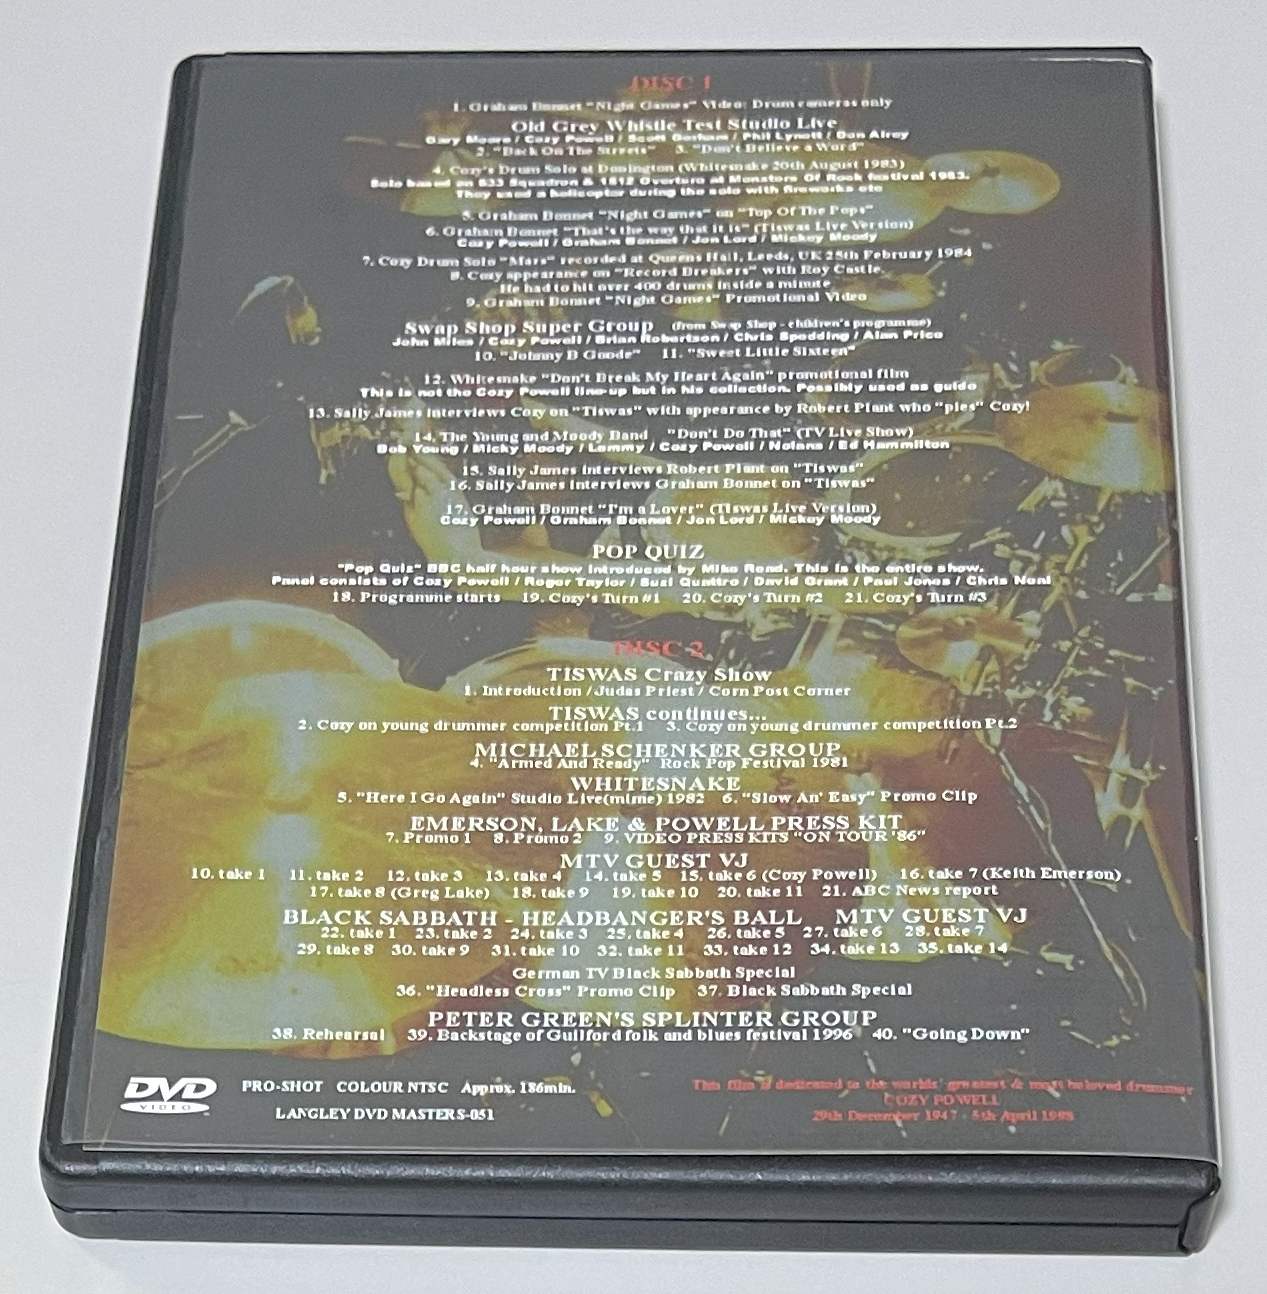 DISC 1
1. Graham Bonnet "Night Games" Video: Drum cameras only
Old Grey Whistle Test Studio Live
Gary Moore / Cozy Powell / Scott Gorham / Phil Lynott / Don Airey
2. "Back On The Streets" 3. "Don't Believe a Word"
4. Cozy's Drum Solo at Donington (Whitesnake 20th August 1983)
Solo based on 633 Squadron & 1812 Overture at Monsters Of Rock festival 1983.
They used a helicopter during the solo with fireworks etc
5. Graham Bonnet "Night Games" on "Top Of The Pops"
6. Graham Bonnet "That's the way that it is" (Tiswas Live Version)
Cozy Powell / Graham Bonnet / Jon Lord / Mickey Moody
7. Cozy Drum Solo "Mars" recorded at Queens Hall, Leeds, UK 25th February 1984
8. Cozy appearance on "Record Breakers" with Roy Castle
He had to hit over 400 drums inside a minute
9. Graham Bonnet "Night Games" Promotional Video
Swap Shop Super Group (from Swap Shop - children's programme)
John Miles / Cozy Powell / Brian Robertson / Chris Spedding / Alan Price
10. "Johnny B Goode" 11. "Sweet Little Sixteen"
12. Whitesnake "Don't Break My Heart Again" promotional film
This is not the Cozy Powell line-up but in his collection. Possibly used as guide
13. Sally James interviews Cozy on "Tiswas" with appearance by Robert Plant who "pies" Cozy!
14. The Young and Moody Band "Don't Do That" (TV Live Show)
Bob Young / Micky Moody / Lemmy / Cozy Powell / Nolans / Ed Hammilton
15. Sally James interviews Robert Plant on "Tiswas"
16. Sally James interviews Graham Bonnet on "Tiswas"
17. Graham Bonnet "I'm a Lover" (Tiswas Live Version)
Cozy Powell / Graham Bonnet / Jon Lord / Mickey Moody
POP QUIZ
"Pop Quiz" BBC half hour show introduced by Mike Read. This is the entire show.
Panel consists of Cozy Powell / Roger Taylor / Suzi Quattro / David Grant / Paul Jones / Chris Neal
18. Programme starts 19. Cozy's Turn #1 20. Cozy's Turn #2 21. Cozy's Turn #3
DISC 2
TISWAS Crazy Show
1. Introduction / Judas Priest / Corn Post Corner
TISWAS continues...
2. Cozy on young drummer competition Pt.1 3. Cozy on young drummer competition Pt.2
MICHAEL SCHENKER GROUP
4. "Armed And Ready" Rock Pop Festival 1981
WHITESNAKE
5. "Here I Go Again" Studio Live(mime) 1982 6. "Slow An' Easy" Promo Clip
EMERSON, LAKE & POWELL PRESS KIT
7. Promo 1 8. Promo 2 9. VIDEO PRESS KITS "ON TOUR '86"
MTV GUEST VJ
10. take 1 11. take 2 12. take 3 13. take 4 14. take 5 15. take 6 (Cozy Powell) 16. take 7 (Keith Emerson)
17. take 8 (Greg Lake) 18. take 9 19. take 10 20. take 11 21. ABC News report
BLACK SABBATH - HEADBANGER'S BALL MTV GUEST VJ
22. take 1 23. take 2 24. take 3 25. take 4 26. take 5 27. take 6 28. take 7
29. take 8 30. take 9 31. take 10 32. take 11 33. take 12 34. take 13 35. take 14
German TV Black Sabbath Special
36. "Headless Cross" Promo Clip 37. Black Sabbath Special
PETER GREEN'S SPLINTER GROUP
38. Rehearsal 39. Backstage of Guilford folk and blues festival 1996 40. "Going Down"
DVD
VIDEO
PRO-SHOT COLOUR NTSC Approx. 186min.
LANGLEY DVD MASTERS-051
This film is dedicated to the worlds' greatest & most beloved drummer
COZY POWELL
29th December 1947 - 5th April 1998